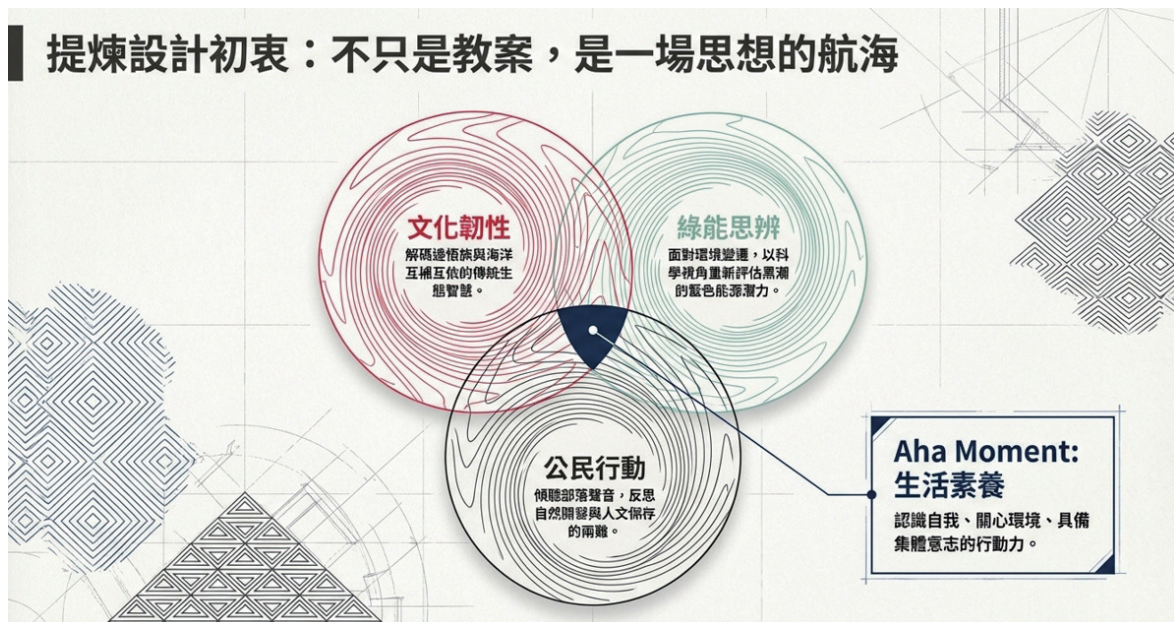 提煉設計初衷：不只是教案，是一場思想的航海
文化韌性
解碼達悟族與海洋
互補互依的傳統生
態智慧。
綠能思辨
面對環境變遷，以科
學視角重新評估黑潮
的藍色能源潛力。
公民行動
傾聽部落聲音，反思
自然開發與人文保存
的兩難。
Aha Moment:
生活素養
認識自我、關心環境、具備
集體意志的行動力。